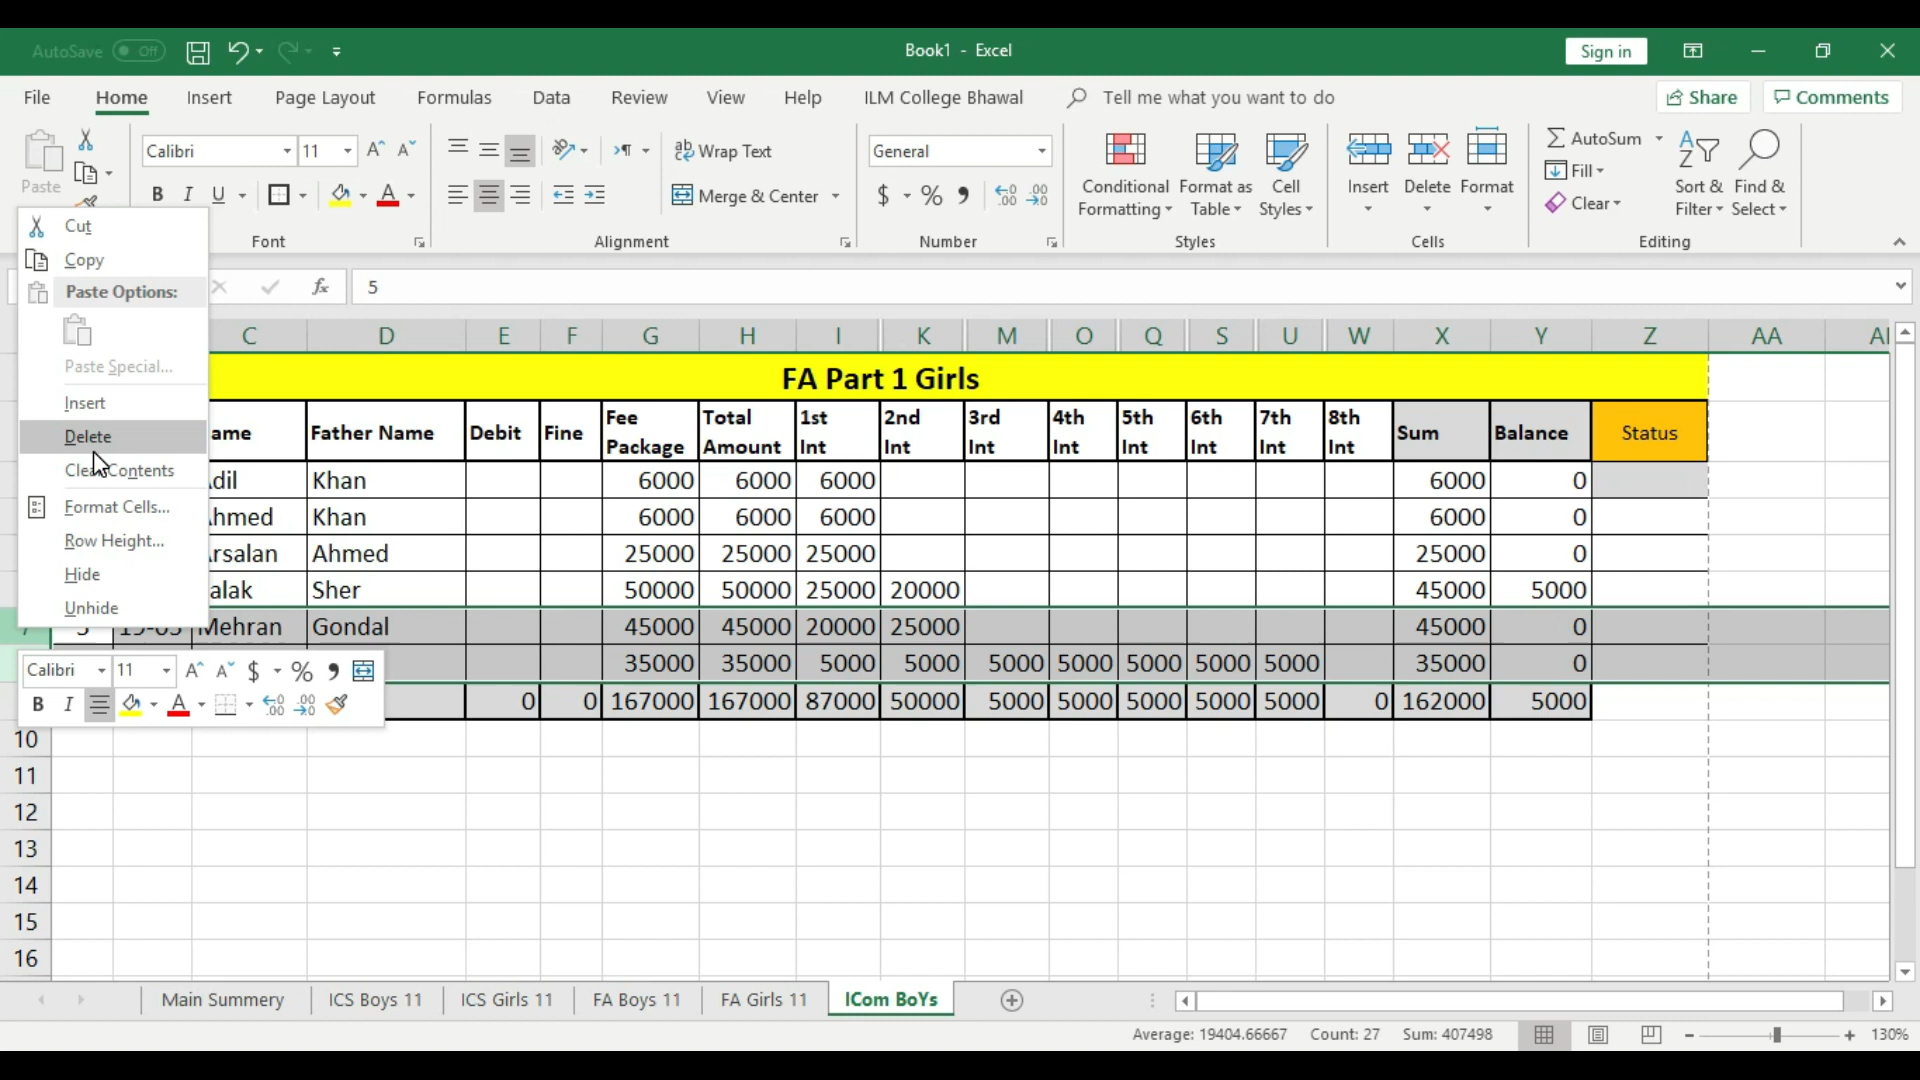 AutoSave Off Book1 - Excel Sign in
File Home Insert Page Layout Formulas Data Review View Help ILM College Bhawal Tell me what you want to do Share Comments
Paste Calibri 11 Wrap Text General Conditional Formatting Format as Table Cell Styles Insert Delete Format AutoSum Fill Clear Sort & Filter Find & Select
B I U Merge & Center $ % ,
Font Alignment Number Styles Cells Editing
Cut
Copy
Paste Options:
Paste Special...
Insert
Delete
Clear Contents
Format Cells...
Row Height...
Hide
Unhide
fx 5
C D E F G H I K M O Q S U W X Y Z AA
FA Part 1 Girls
ame Father Name Debit Fine Fee Package Total Amount 1st Int 2nd Int 3rd Int 4th Int 5th Int 6th Int 7th Int 8th Int Sum Balance Status
dil Khan 6000 6000 6000 6000 0
hmed Khan 6000 6000 6000 6000 0
rsalan Ahmed 25000 25000 25000 25000 0
alak Sher 50000 50000 25000 20000 45000 5000
7 5 19-05 Mehran Gondal 45000 45000 20000 25000 45000 0
35000 35000 5000 5000 5000 5000 5000 5000 5000 35000 0
0 0 167000 167000 87000 50000 5000 5000 5000 5000 5000 0 162000 5000
Calibri 11 $ % ,
B I A
10
11
12
13
14
15
16
Main Summery ICS Boys 11 ICS Girls 11 FA Boys 11 FA Girls 11 ICom BoYs
Average: 19404.66667 Count: 27 Sum: 407498 130%